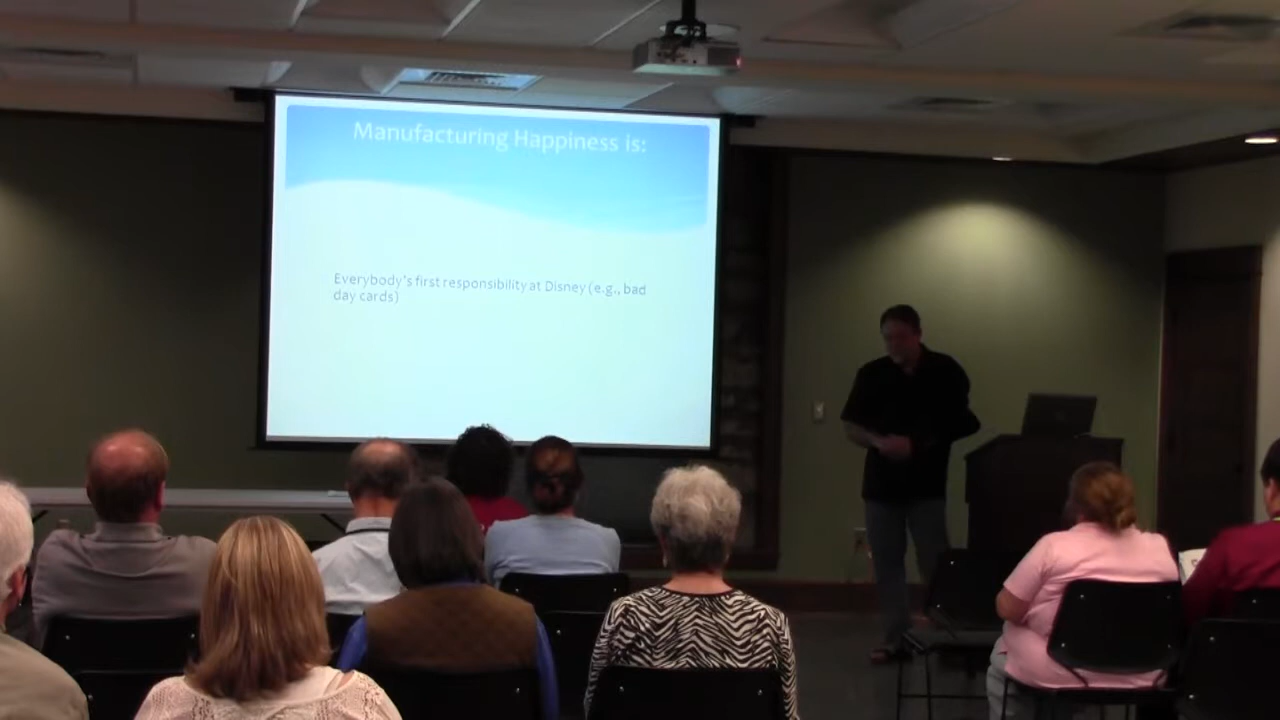 Manufacturing Happiness is:
Everybody's first responsibility at Disney (e.g., bad
day cards)